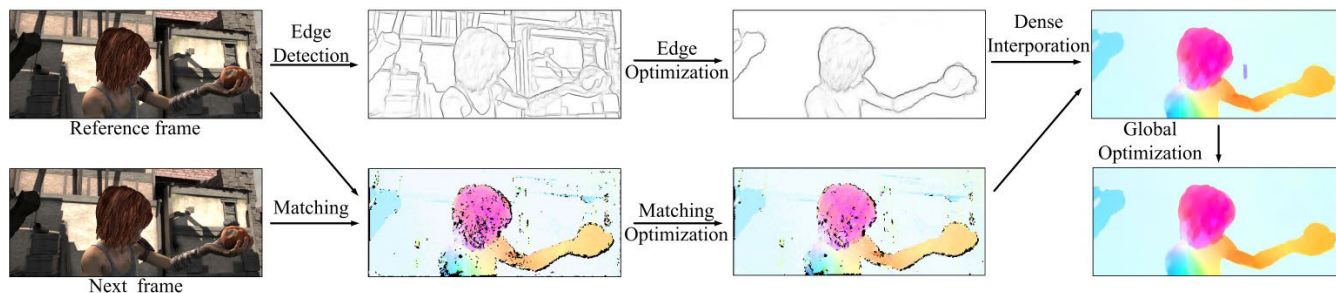 Edge
Detection
Edge
Optimization
Dense
Interporation
Reference frame
Global
Optimization
Matching
Matching
Optimization
Next frame